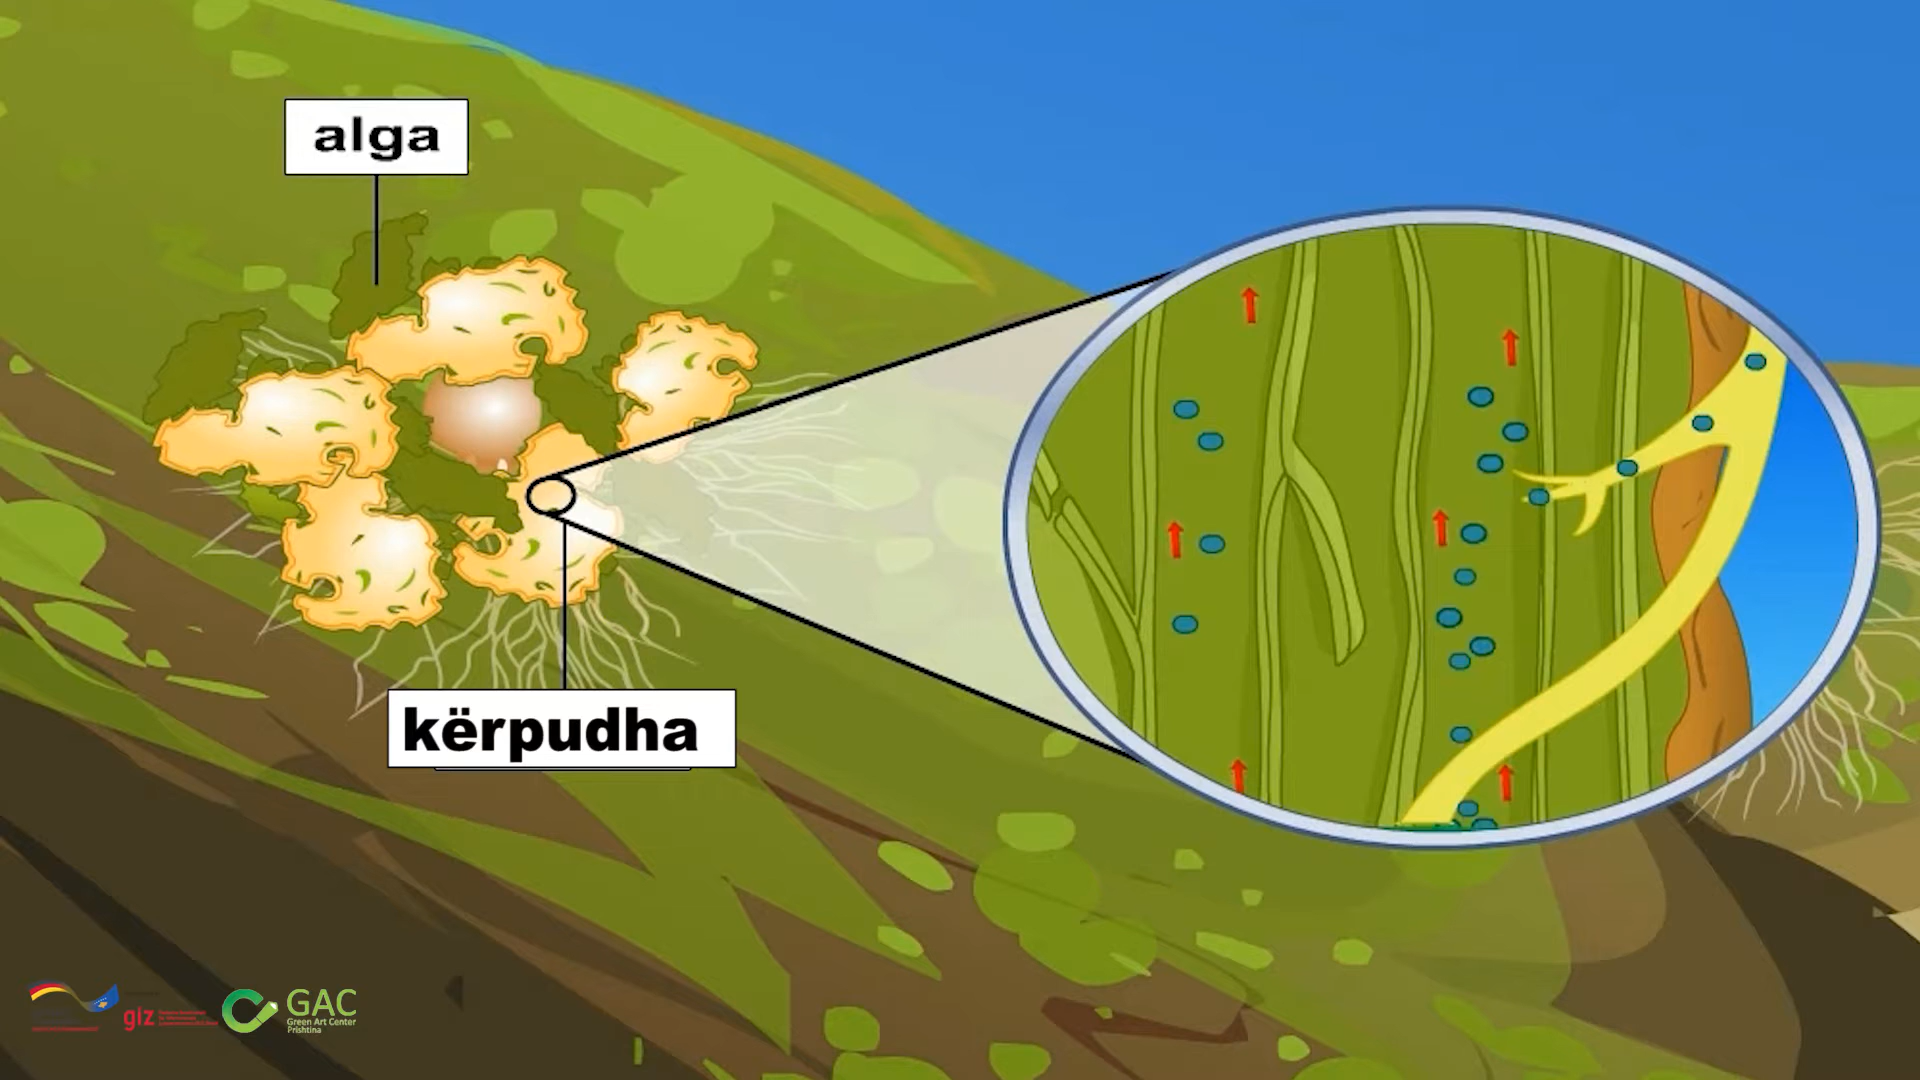 alga
kërpudha
giz
GAC
Green Art Center
Prishtina